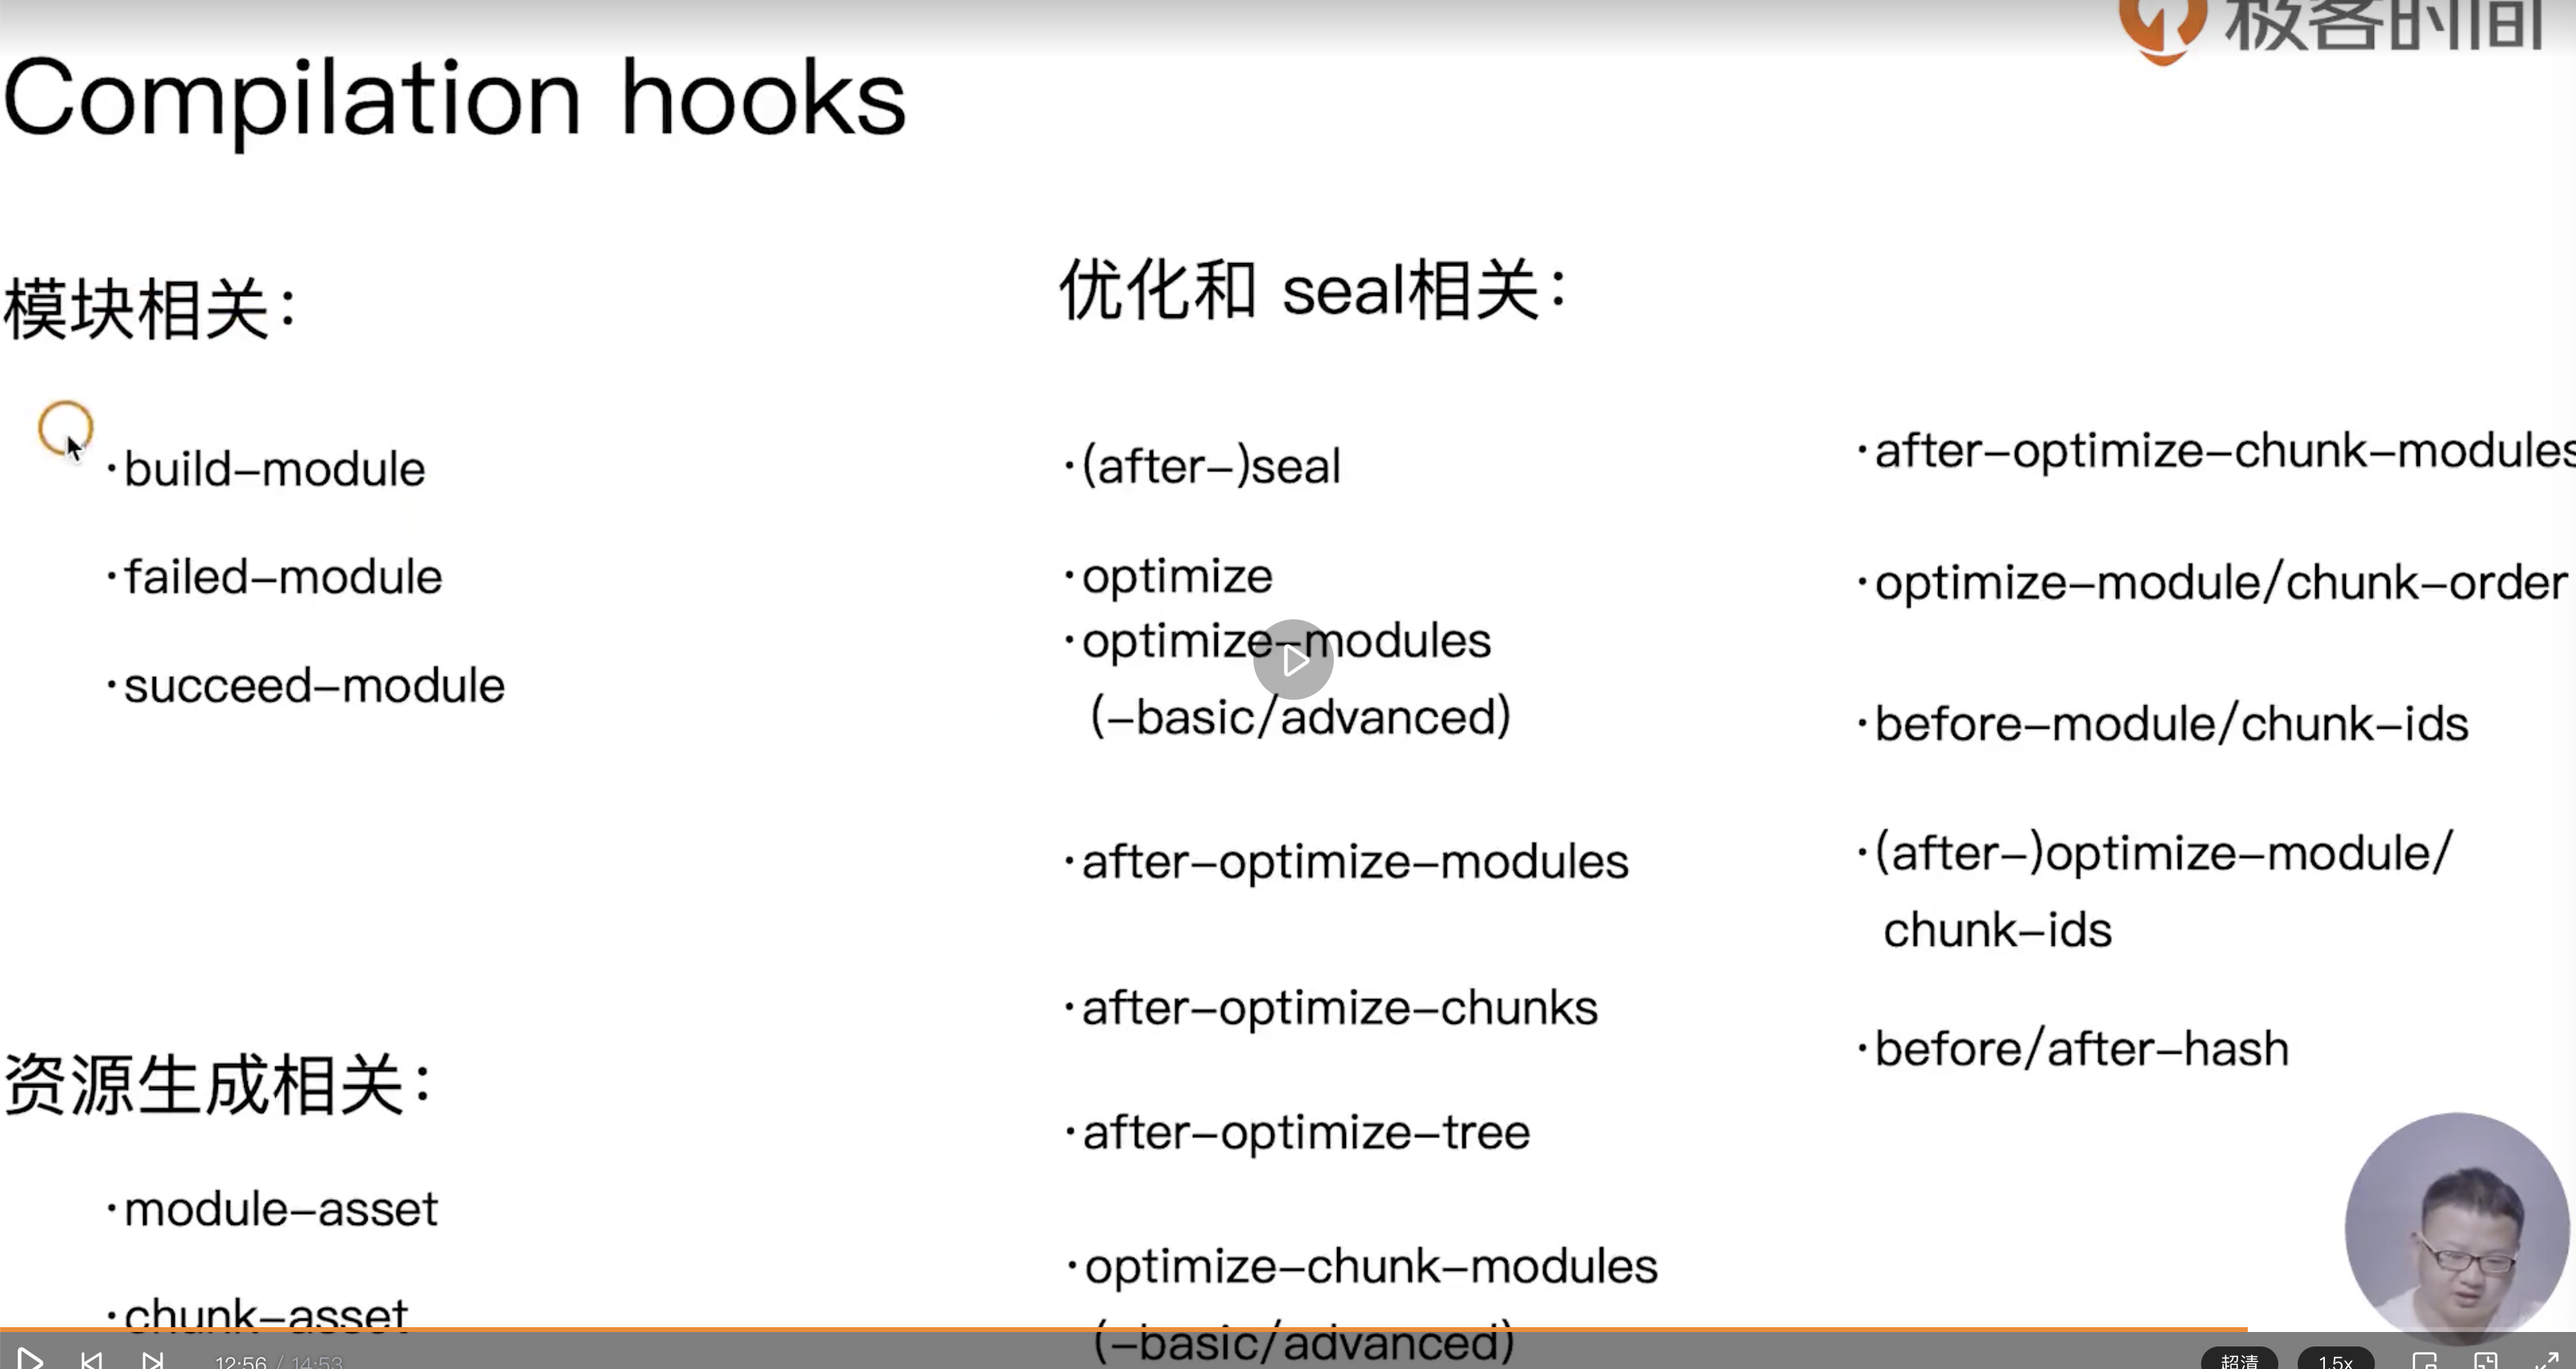 极客时间
Compilation hooks
模块相关：
·build-module
·failed-module
·succeed-module
资源生成相关：
·module-asset
·chunk-asset
优化和 seal相关：
·(after-)seal
·optimize
·optimize-modules
(-basic/advanced)
·after-optimize-modules
·after-optimize-chunks
·after-optimize-tree
·optimize-chunk-modules
(-basic/advanced)
·after-optimize-chunk-modules
·optimize-module/chunk-order
·before-module/chunk-ids
·(after-)optimize-module/
chunk-ids
·before/after-hash
12:56 / 14:53
超清
1.5x